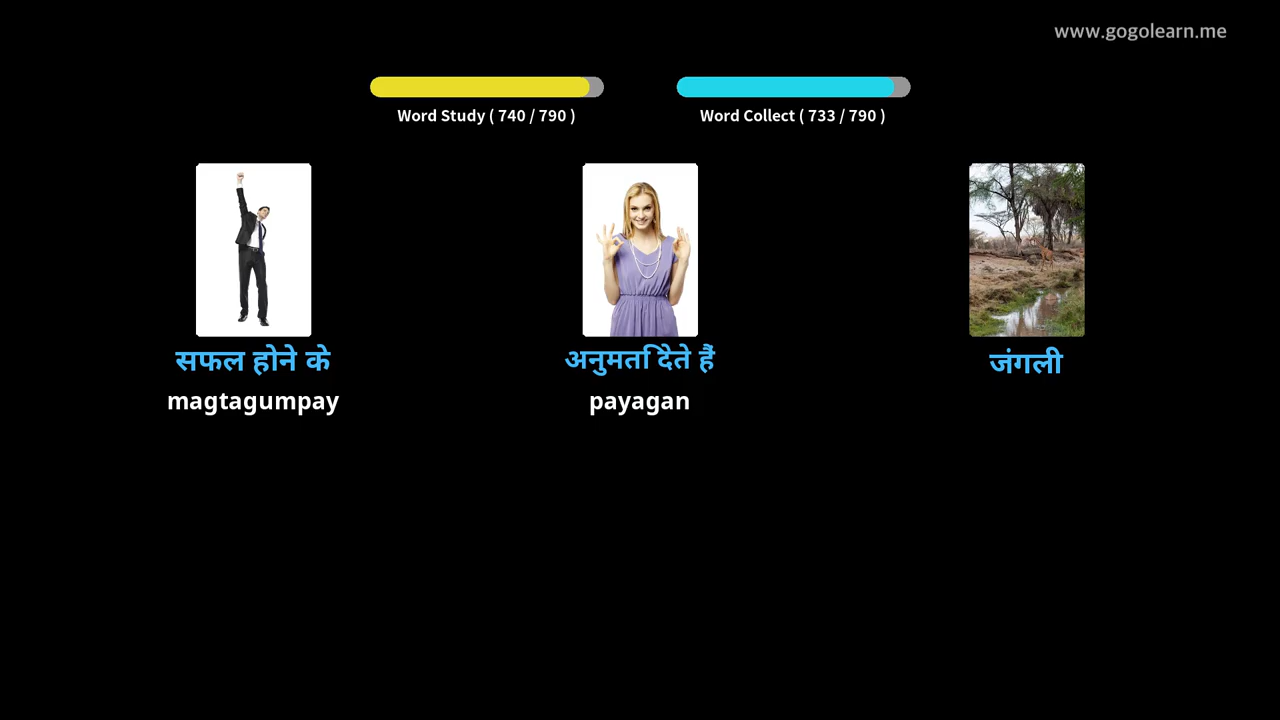 www.gogolearn.me
Word Study ( 740 / 790 )
Word Collect ( 733 / 790 )
सफल होने के
magtagumpay
अनुमति देते हैं
payagan
जंगली